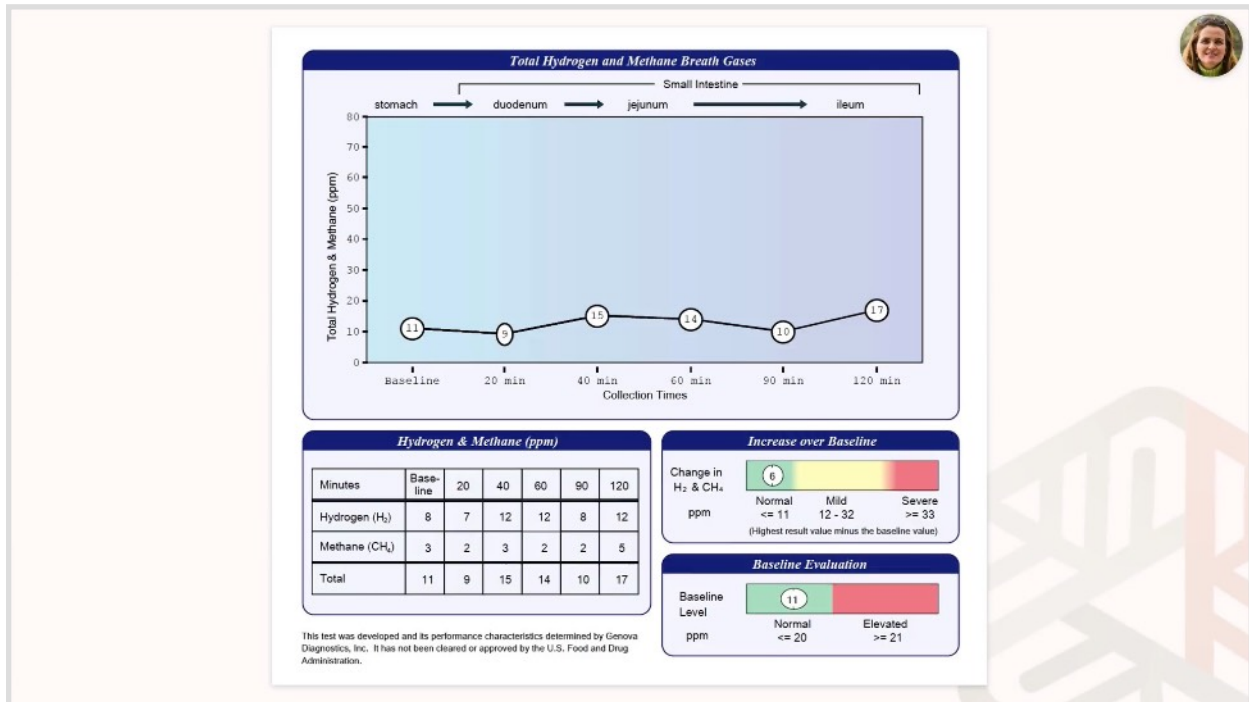 Total Hydrogen and Methane Breath Gases
Small Intestine
stomach duodenum jejunum ileum
Total Hydrogen & Methane (ppm)
80
70
60
50
40
30
20
10
0
11 9 15 14 10 17
Baseline 20 min 40 min 60 min 90 min 120 min
Collection Times
Hydrogen & Methane (ppm)
Minutes Base-line 20 40 60 90 120
Hydrogen (H₂) 8 7 12 12 8 12
Methane (CH₄) 3 2 3 2 2 5
Total 11 9 15 14 10 17
This test was developed and its performance characteristics determined by Genova
Diagnostics, Inc. It has not been cleared or approved by the U.S. Food and Drug
Administration.
Increase over Baseline
Change in
H₂ & CH₄
ppm
6
Normal Mild Severe
<= 11 12 - 32 >= 33
(Highest result value minus the baseline value)
Baseline Evaluation
Baseline
Level
ppm
11
Normal Elevated
<= 20 >= 21